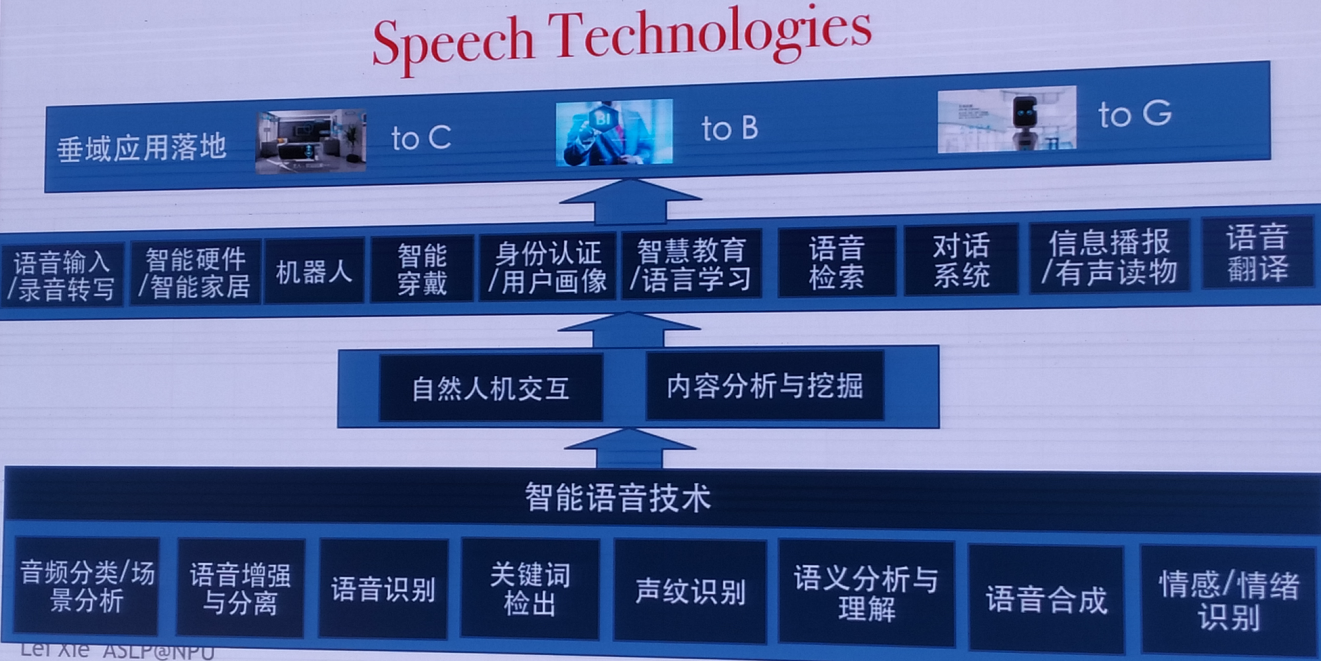 Speech Technologies
垂域应用落地
to C
BI
to B
to G
语音输入
/录音转写
智能硬件
/智能家居
机器人
智能
穿戴
身份认证
/用户画像
智慧教育
/语言学习
语音
检索
对话
系统
信息播报
/有声读物
语音
翻译
自然人机交互
内容分析与挖掘
智能语音技术
音频分类/场
景分析
语音增强
与分离
语音识别
关键词
检出
声纹识别
语义分析与
理解
语音合成
情感/情绪
识别
Lei Xie ASLP@NPU